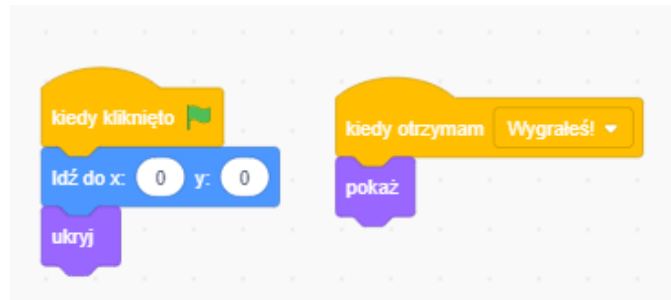 kiedy kliknięto
Idź do x: 0 y: 0
ukryj
kiedy otrzymam Wygrałeś!
pokaż